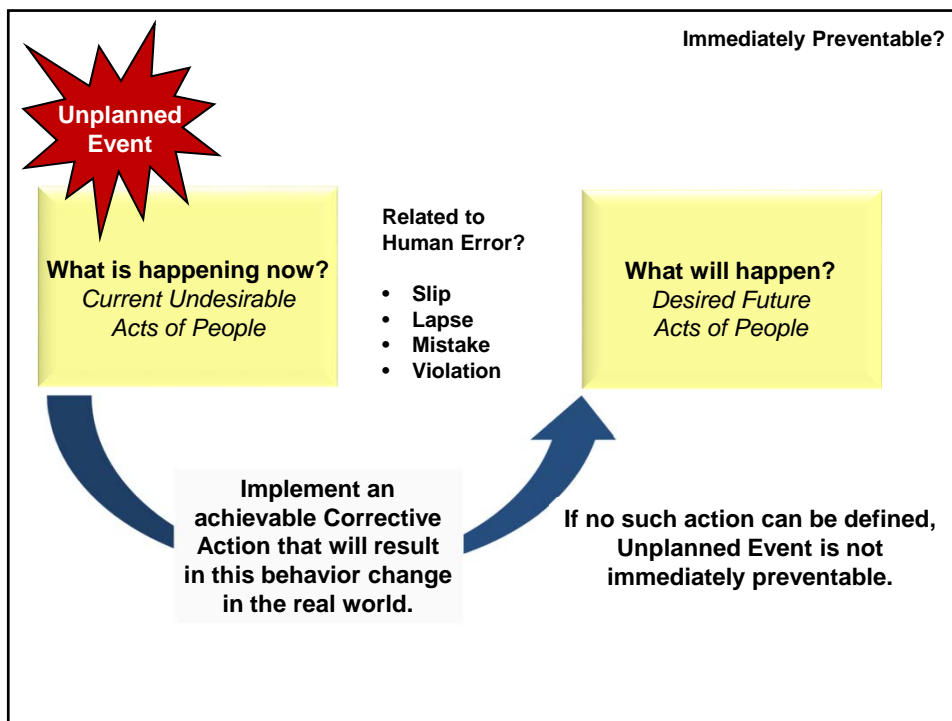 Immediately Preventable?
Unplanned
Event
What is happening now?
Current Undesirable
Acts of People
Related to
Human Error?
• Slip
• Lapse
• Mistake
• Violation
What will happen?
Desired Future
Acts of People
Implement an
achievable Corrective
Action that will result
in this behavior change
in the real world.
If no such action can be defined,
Unplanned Event is not
immediately preventable.